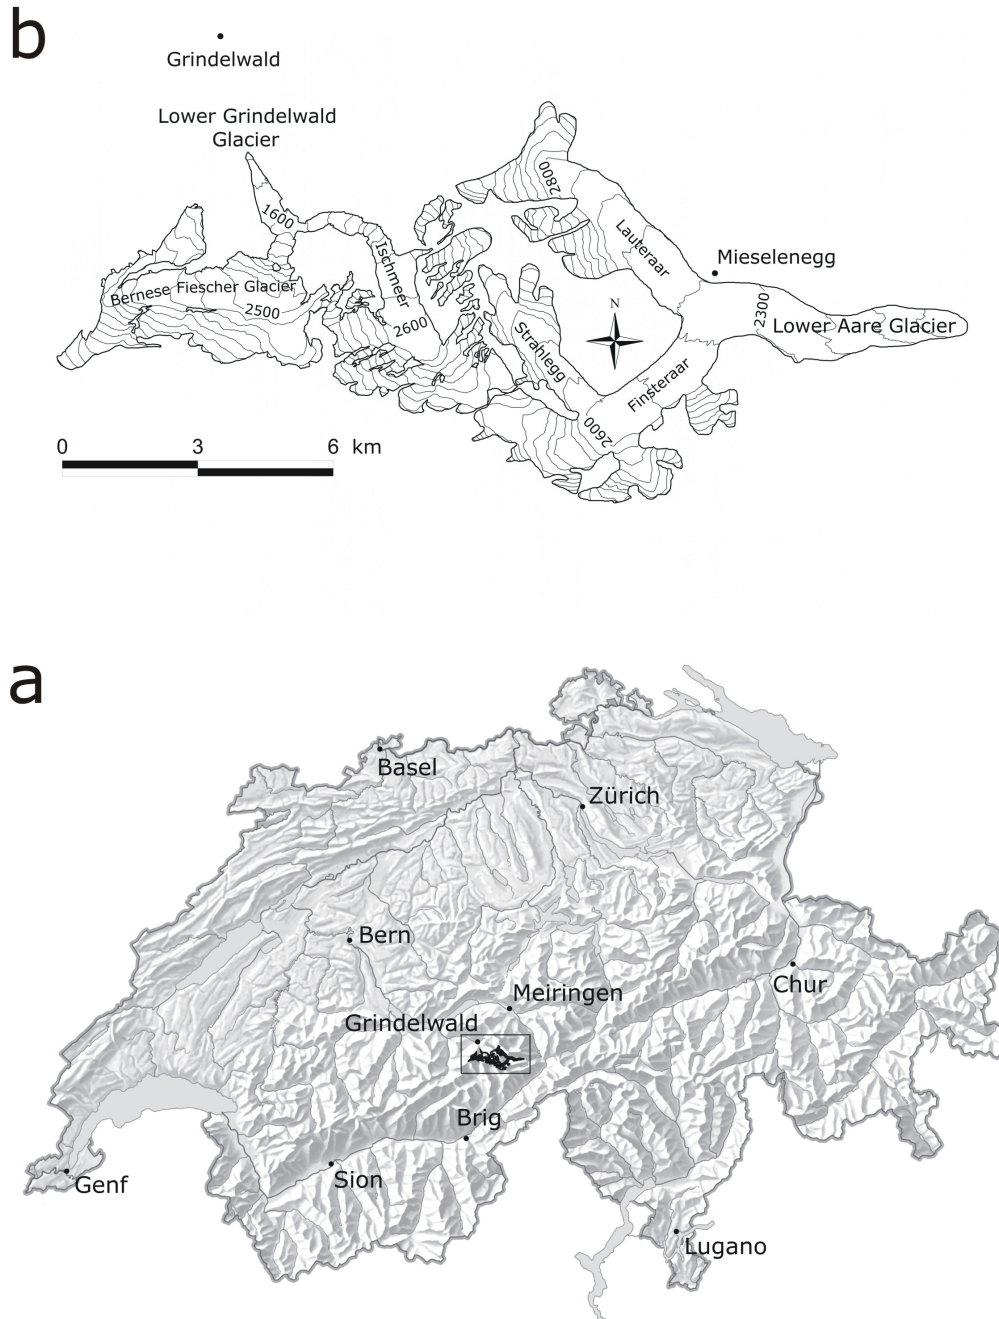 b
Grindelwald
Lower Grindelwald
Glacier
2800
1600
Lauteraar
Ischmeer
Mieselenegg
Bernese Fiescher Glacier
2500
N
2300
2600
Strahlegg
Lower Aare Glacier
Finsteraar
2600
0 3 6 km
a
Basel
Zürich
Bern
Chur
Meiringen
Grindelwald
Brig
Sion
Genf
Lugano